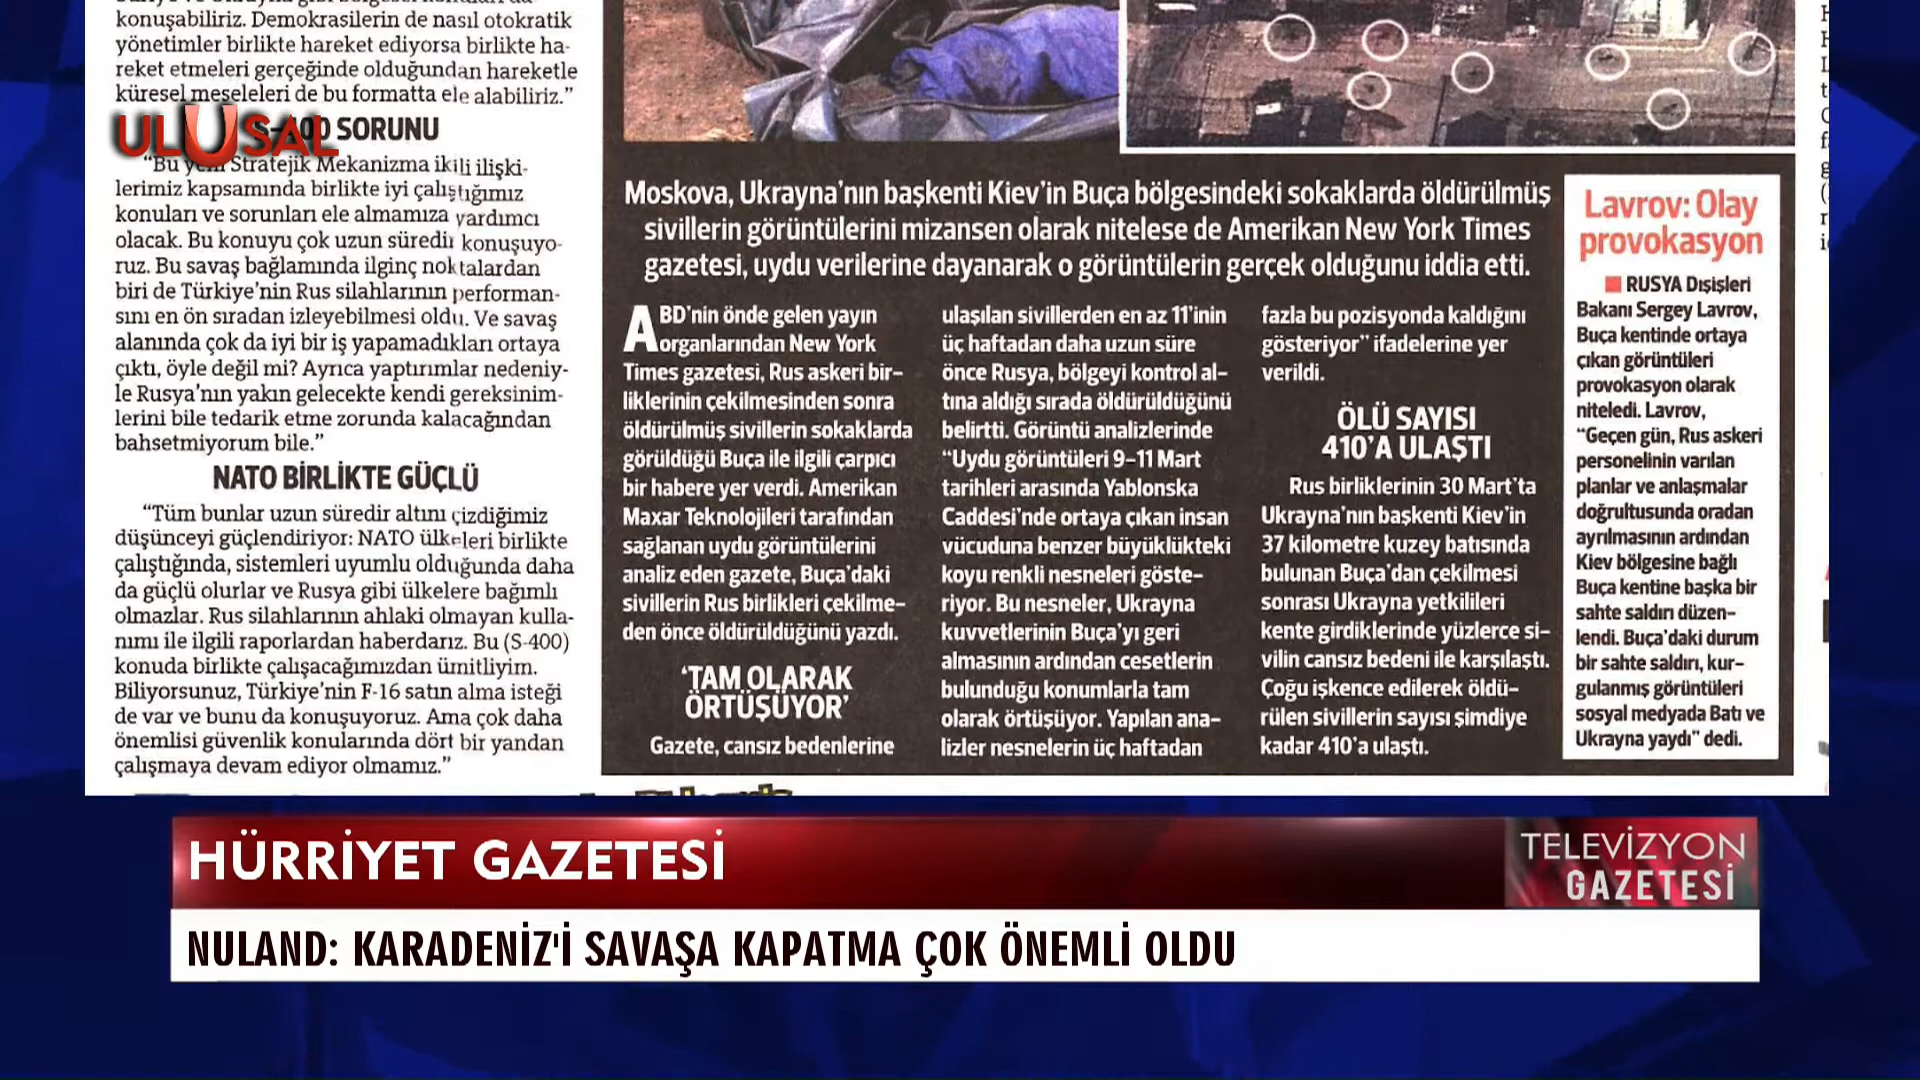 konuşabiliriz. Demokrasilerin de nasıl otokratik
yönetimler birlikte hareket ediyorsa birlikte ha-
reket etmeleri gerçeğinde olduğundan hareketle
küresel meseleleri de bu formatta ele alabiliriz.”
ULUSAL
S-400 SORUNU
“Bu yeni Stratejik Mekanizma ikili ilişki-
lerimiz kapsamında birlikte iyi çalıştığımız
konuları ve sorunları ele almamıza yardımcı
olacak. Bu konuyu çok uzun süredir konuşuyo-
ruz. Bu savaş bağlamında ilginç noktalardan
biri de Türkiye’nin Rus silahlarının performan-
sını en ön sıradan izleyebilmesi oldu. Ve savaş
alanında çok da iyi bir iş yapamadıkları ortaya
çıktı, öyle değil mi? Ayrıca yaptırımlar nedeniy-
le Rusya’nın yakın gelecekte kendi gereksinim-
lerini bile tedarik etme zorunda kalacağından
bahsetmiyorum bile.”
NATO BİRLİKTE GÜÇLÜ
“Tüm bunlar uzun süredir altını çizdiğimiz
düşünceyi güçlendiriyor: NATO ülkeleri birlikte
çalıştığında, sistemleri uyumlu olduğunda daha
da güçlü olurlar ve Rusya gibi ülkelere bağımlı
olmazlar. Rus silahlarının ahlaki olmayan kulla-
nımı ile ilgili raporlardan haberdarız. Bu (S-400)
konuda birlikte çalışacağımızdan ümitliyim.
Biliyorsunuz, Türkiye’nin F-16 satın alma isteği
de var ve bunu da konuşuyoruz. Ama çok daha
önemlisi güvenlik konularında dört bir yandan
çalışmaya devam ediyor olmamız.”
Moskova, Ukrayna’nın başkenti Kiev’in Buça bölgesindeki sokaklarda öldürülmüş
sivillerin görüntülerini mizansen olarak nitelese de Amerikan New York Times
gazetesi, uydu verilerine dayanarak o görüntülerin gerçek olduğunu iddia etti.
ABD’nin önde gelen yayın
organlarından New York
Times gazetesi, Rus askeri bir-
liklerinin çekilmesinden sonra
öldürülmüş sivillerin sokaklarda
görüldüğü Buça ile ilgili çarpıcı
bir habere yer verdi. Amerikan
Maxar Teknolojileri tarafından
sağlanan uydu görüntülerini
analiz eden gazete, Buça’daki
sivillerin Rus birlikleri çekilme-
den önce öldürüldüğünü yazdı.
‘TAM OLARAK
ÖRTÜŞÜYOR’
Gazete, cansız bedenlerine
ulaşılan sivillerden en az 11’inin
üç haftadan daha uzun süre
önce Rusya, bölgeyi kontrol al-
tına aldığı sırada öldürüldüğünü
belirtti. Görüntü analizlerinde
“Uydu görüntüleri 9-11 Mart
tarihleri arasında Yablonska
Caddesi’nde ortaya çıkan insan
vücuduna benzer büyüklükteki
koyu renkli nesneleri göste-
riyor. Bu nesneler, Ukrayna
kuvvetlerinin Buça’yı geri
almasının ardından cesetlerin
bulunduğu konumlarla tam
olarak örtüşüyor. Yapılan ana-
lizler nesnelerin üç haftadan
fazla bu pozisyonda kaldığını
gösteriyor” ifadelerine yer
verildi.
ÖLÜ SAYISI
410’A ULAŞTI
Rus birliklerinin 30 Mart’ta
Ukrayna’nın başkenti Kiev’in
37 kilometre kuzey batısında
bulunan Buça’dan çekilmesi
sonrası Ukrayna yetkilileri
kente girdiklerinde yüzlerce si-
vilin cansız bedeni ile karşılaştı.
Çoğu işkence edilerek öldü-
rülen sivillerin sayısı şimdiye
kadar 410’a ulaştı.
Lavrov: Olay
provokasyon
RUSYA Dışişleri
Bakanı Sergey Lavrov,
Buça kentinde ortaya
çıkan görüntüleri
provokasyon olarak
niteledi. Lavrov,
“Geçen gün, Rus askeri
personelinin varılan
planlar ve anlaşmalar
doğrultusunda oradan
ayrılmasının ardından
Kiev bölgesine bağlı
Buça kentine başka bir
sahte saldırı düzen-
lendi. Buça’daki durum
bir sahte saldırı, kur-
gulanmış görüntüleri
sosyal medyada Batı ve
Ukrayna yaydı” dedi.
HÜRRİYET GAZETESİ
TELEVİZYON
GAZETESİ
NULAND: KARADENİZ'İ SAVAŞA KAPATMA ÇOK ÖNEMLİ OLDU